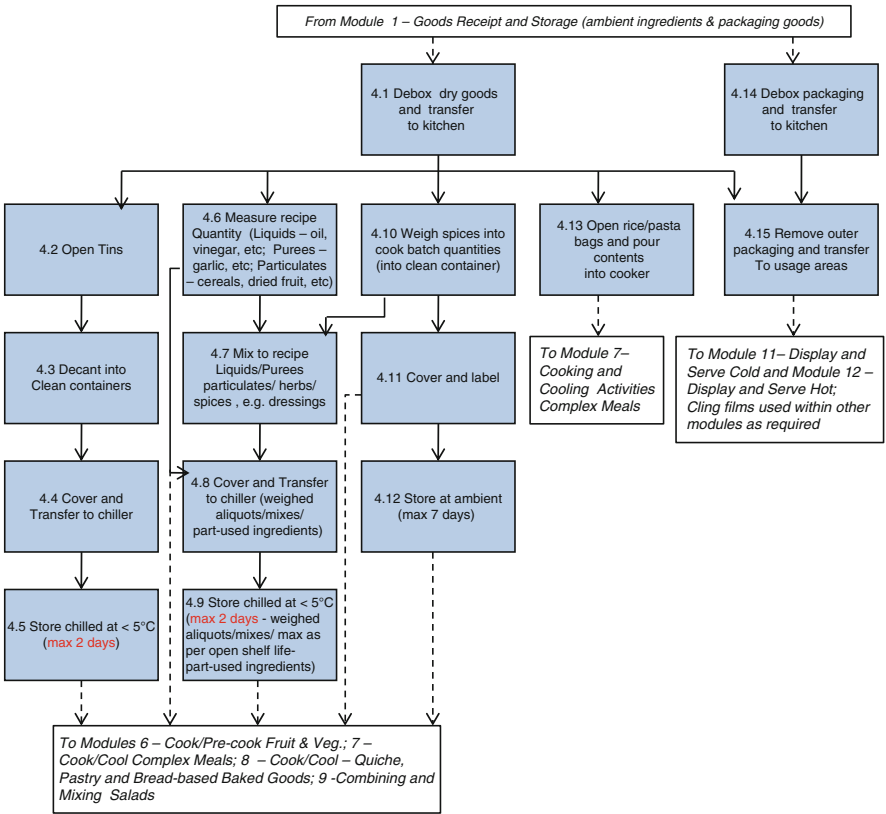 From Module 1 – Goods Receipt and Storage (ambient ingredients & packaging goods)
4.1 Debox dry goods
and transfer
to kitchen
4.14 Debox packaging
and transfer
to kitchen
4.2 Open Tins
4.6 Measure recipe
Quantity (Liquids – oil,
vinegar, etc; Purees –
garlic, etc; Particulates
– cereals, dried fruit, etc)
4.10 Weigh spices into
cook batch quantities
(into clean container)
4.13 Open rice/pasta
bags and pour
contents
into cooker
4.15 Remove outer
packaging and transfer
To usage areas
4.3 Decant into
Clean containers
4.7 Mix to recipe
Liquids/Purees
particulates/ herbs/
spices , e.g. dressings
4.11 Cover and label
To Module 7–
Cooking and
Cooling Activities
Complex Meals
To Module 11– Display and
Serve Cold and Module 12 –
Display and Serve Hot;
Cling films used within other
modules as required
4.4 Cover and
Transfer to chiller
4.8 Cover and Transfer
to chiller (weighed
aliquots/mixes/
part-used ingredients)
4.12 Store at ambient
(max 7 days)
4.5 Store chilled at < 5°C
(max 2 days)
4.9 Store chilled at < 5°C
(max 2 days - weighed
aliquots/mixes/ max as
per open shelf life-
part-used ingredients)
To Modules 6 – Cook/Pre-cook Fruit & Veg.; 7 –
Cook/Cool Complex Meals; 8 – Cook/Cool – Quiche,
Pastry and Bread-based Baked Goods; 9 -Combining and
Mixing Salads